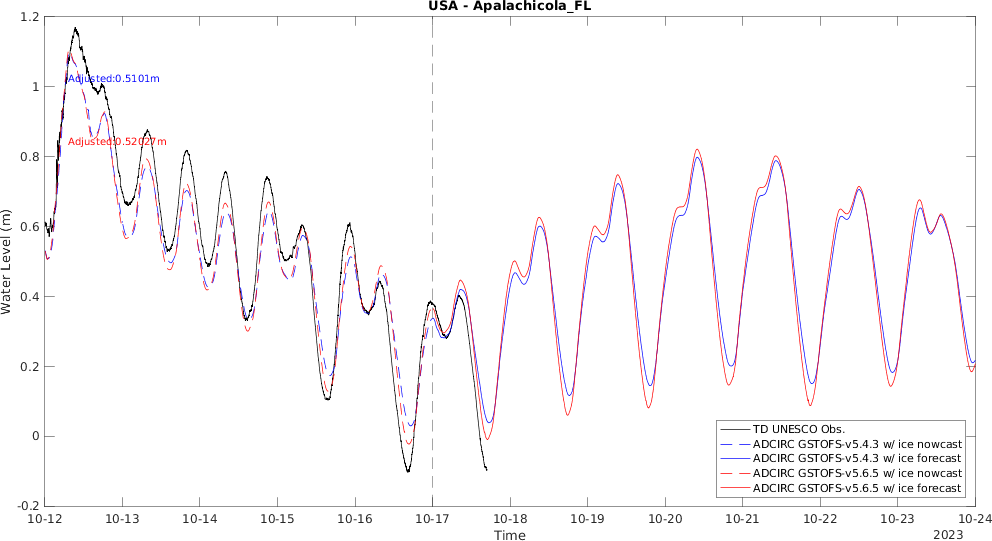 USA - Apalachicola_FL
1.2
1
0.8
0.6
0.4
0.2
0
-0.2
Water Level (m)
Adjusted:0.5101m
Adjusted:0.52027m
TD UNESCO Obs.
ADCIRC GSTOFS-v5.4.3 w/ ice nowcast
ADCIRC GSTOFS-v5.4.3 w/ ice forecast
ADCIRC GSTOFS-v5.6.5 w/ ice nowcast
ADCIRC GSTOFS-v5.6.5 w/ ice forecast
10-12 10-13 10-14 10-15 10-16 10-17 10-18 10-19 10-20 10-21 10-22 10-23 10-24
Time
2023